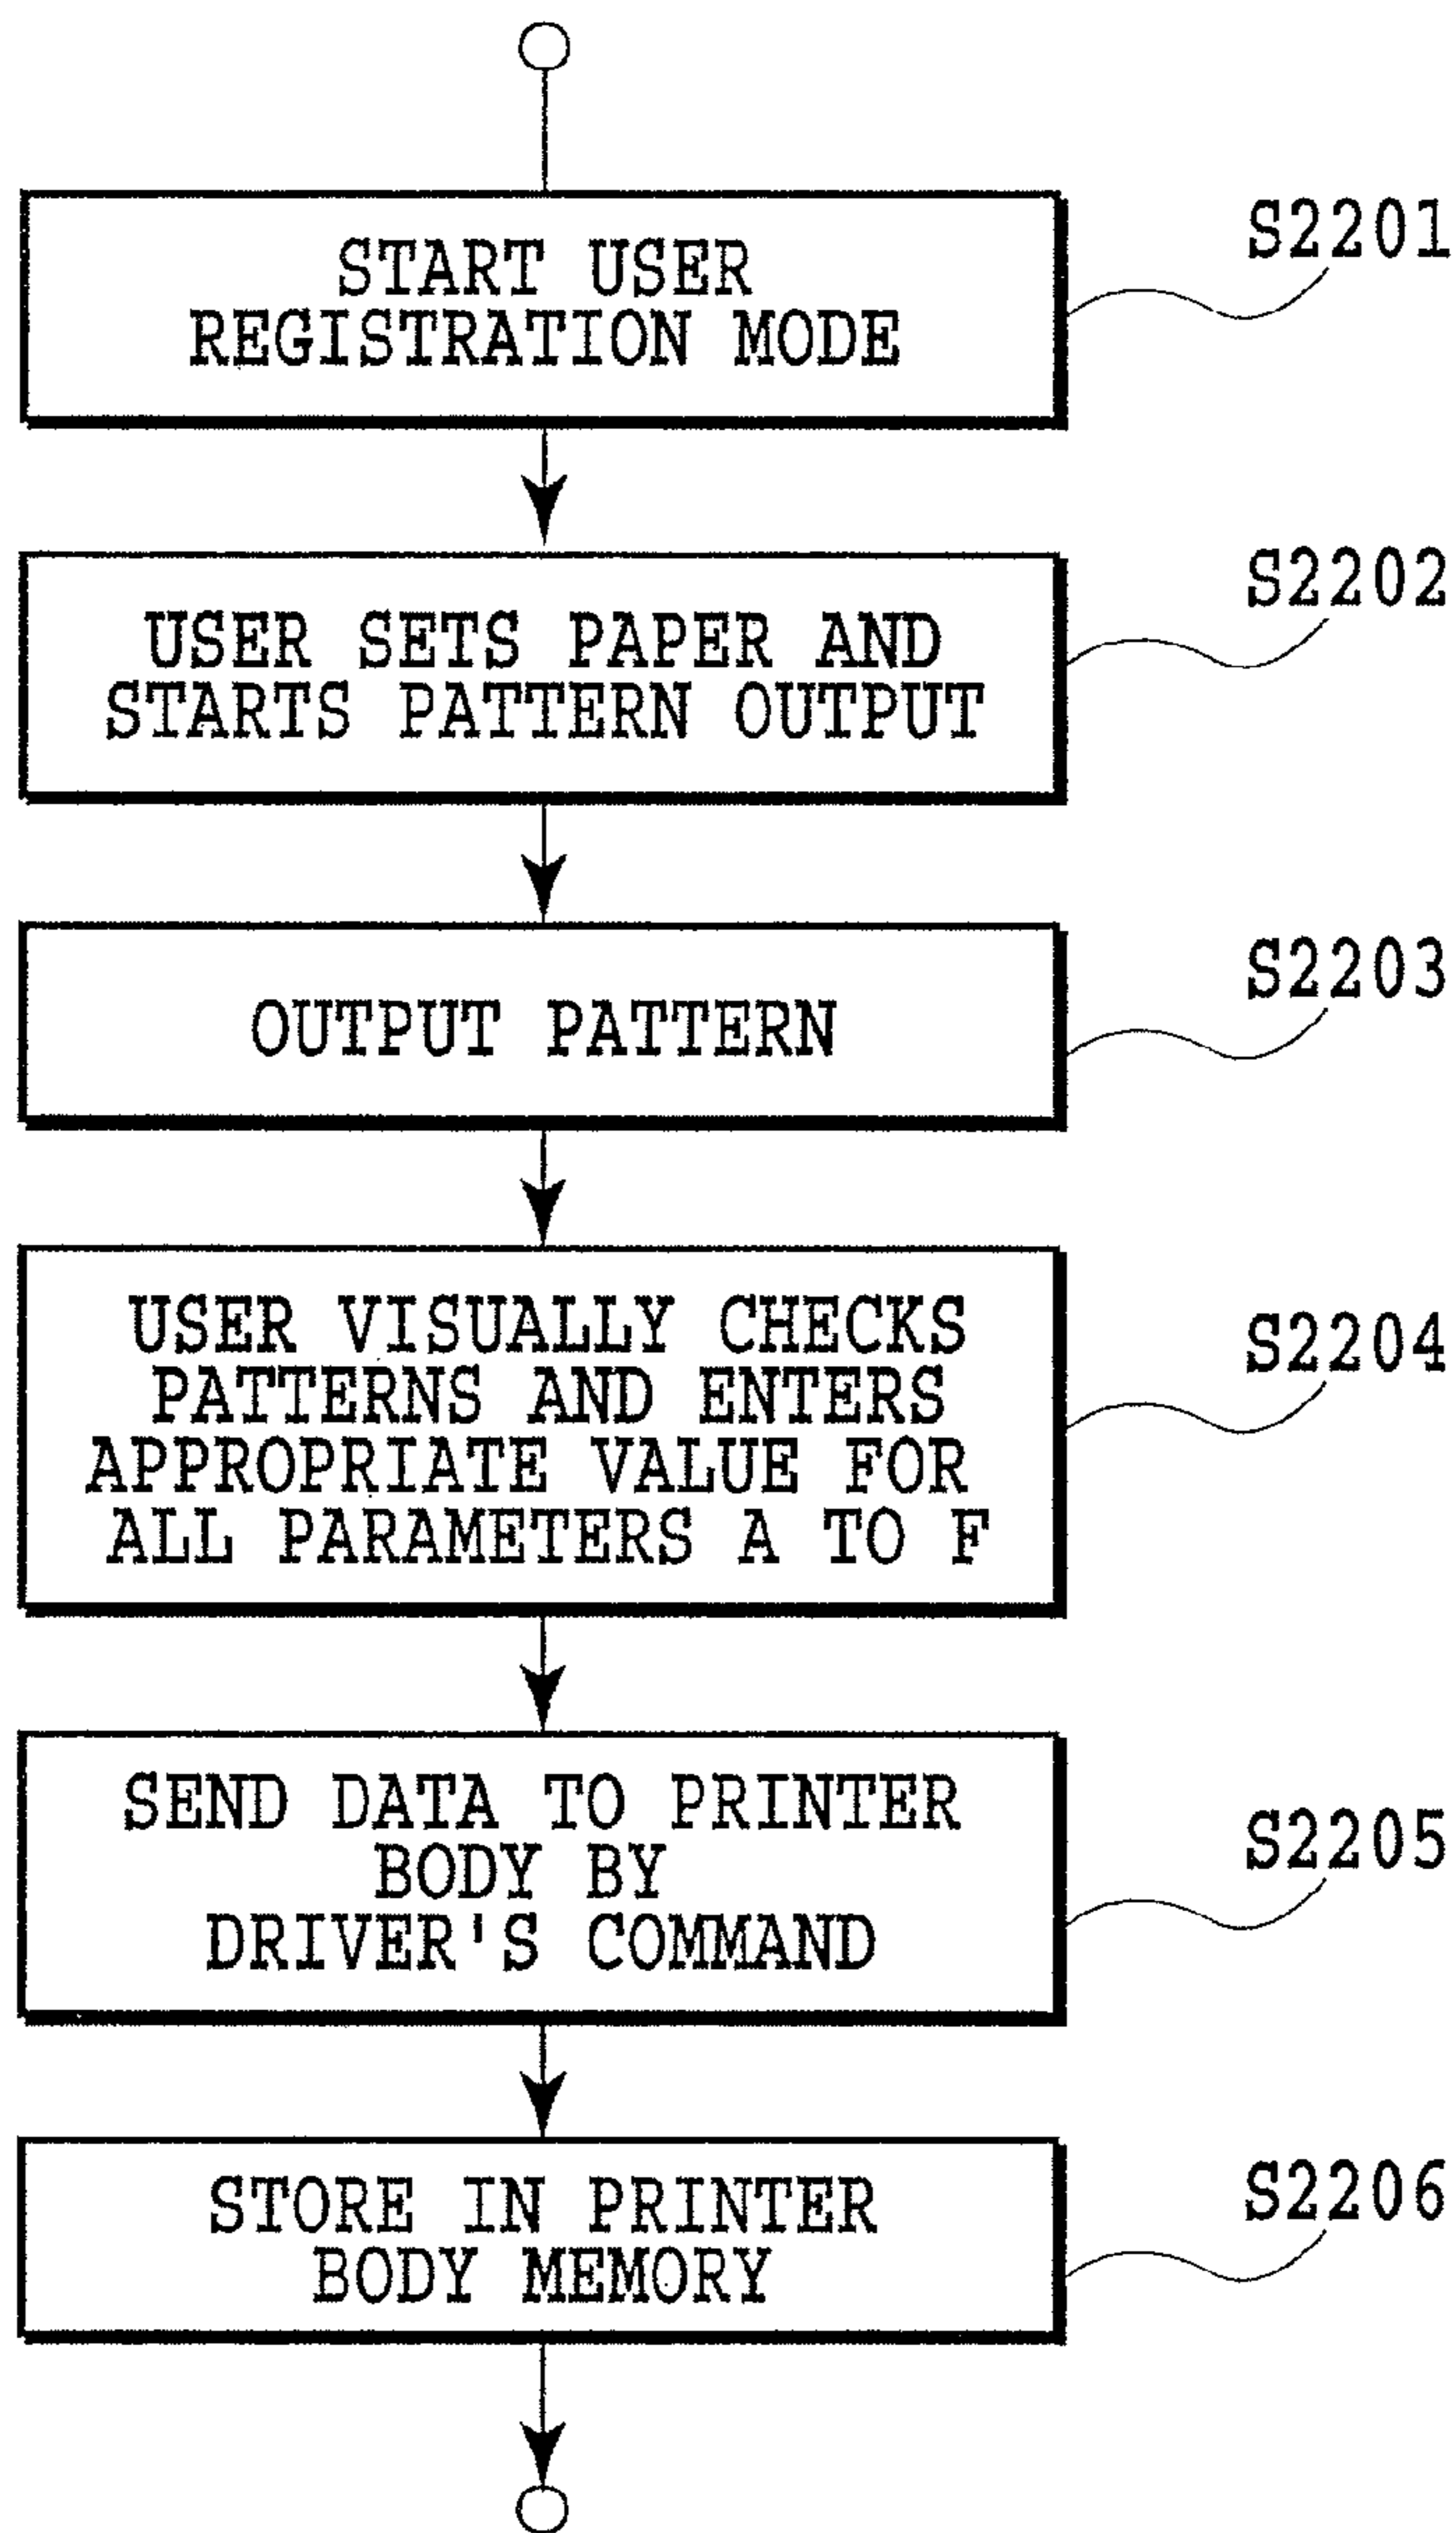 START USER
REGISTRATION MODE
S2201
USER SETS PAPER AND
STARTS PATTERN OUTPUT
S2202
OUTPUT PATTERN
S2203
USER VISUALLY CHECKS
PATTERNS AND ENTERS
APPROPRIATE VALUE FOR
ALL PARAMETERS A TO F
S2204
SEND DATA TO PRINTER
BODY BY
DRIVER'S COMMAND
S2205
STORE IN PRINTER
BODY MEMORY
S2206